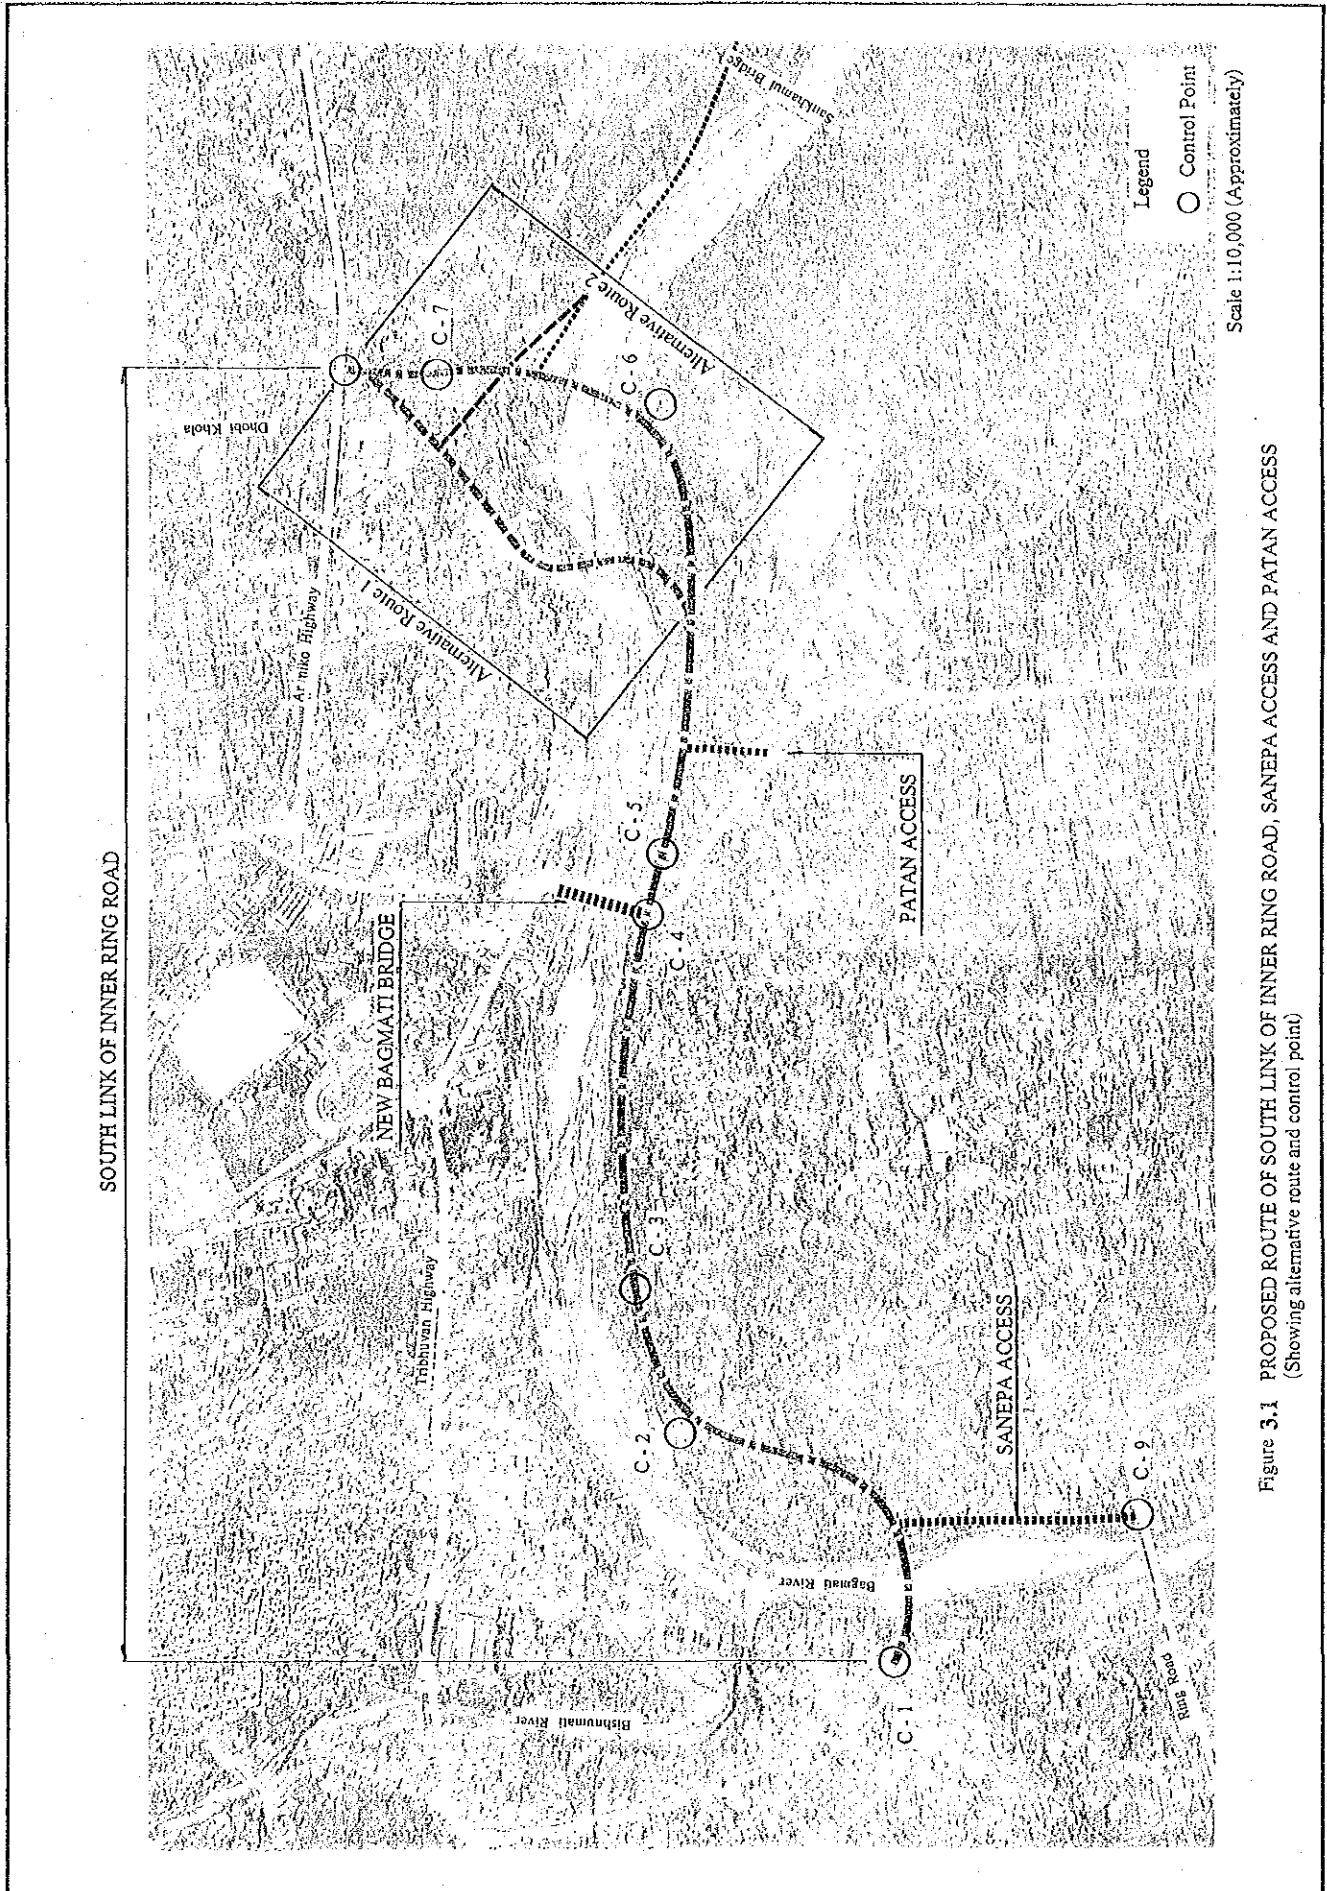 SOUTH LINK OF INNER RING ROAD
Dhobi Khola
Ar niko Highway
Alternative Route 1
Alternative Route 2
Sankhamul Bridge
C-7
C-6
C-5
C-4
NEW BAGMATI BRIDGE
PATAN ACCESS
Tribhuvan Highway
C-3
C-2
SANEPA ACCESS
C-9
Bagmati River
Bishnumati River
C-1
Ring Road
Legend
Control Point
Scale 1:10,000 (Approximately)
Figure 3.1 PROPOSED ROUTE OF SOUTH LINK OF INNER RING ROAD, SANEPA ACCESS AND PATAN ACCESS
(Showing alternative route and control point)